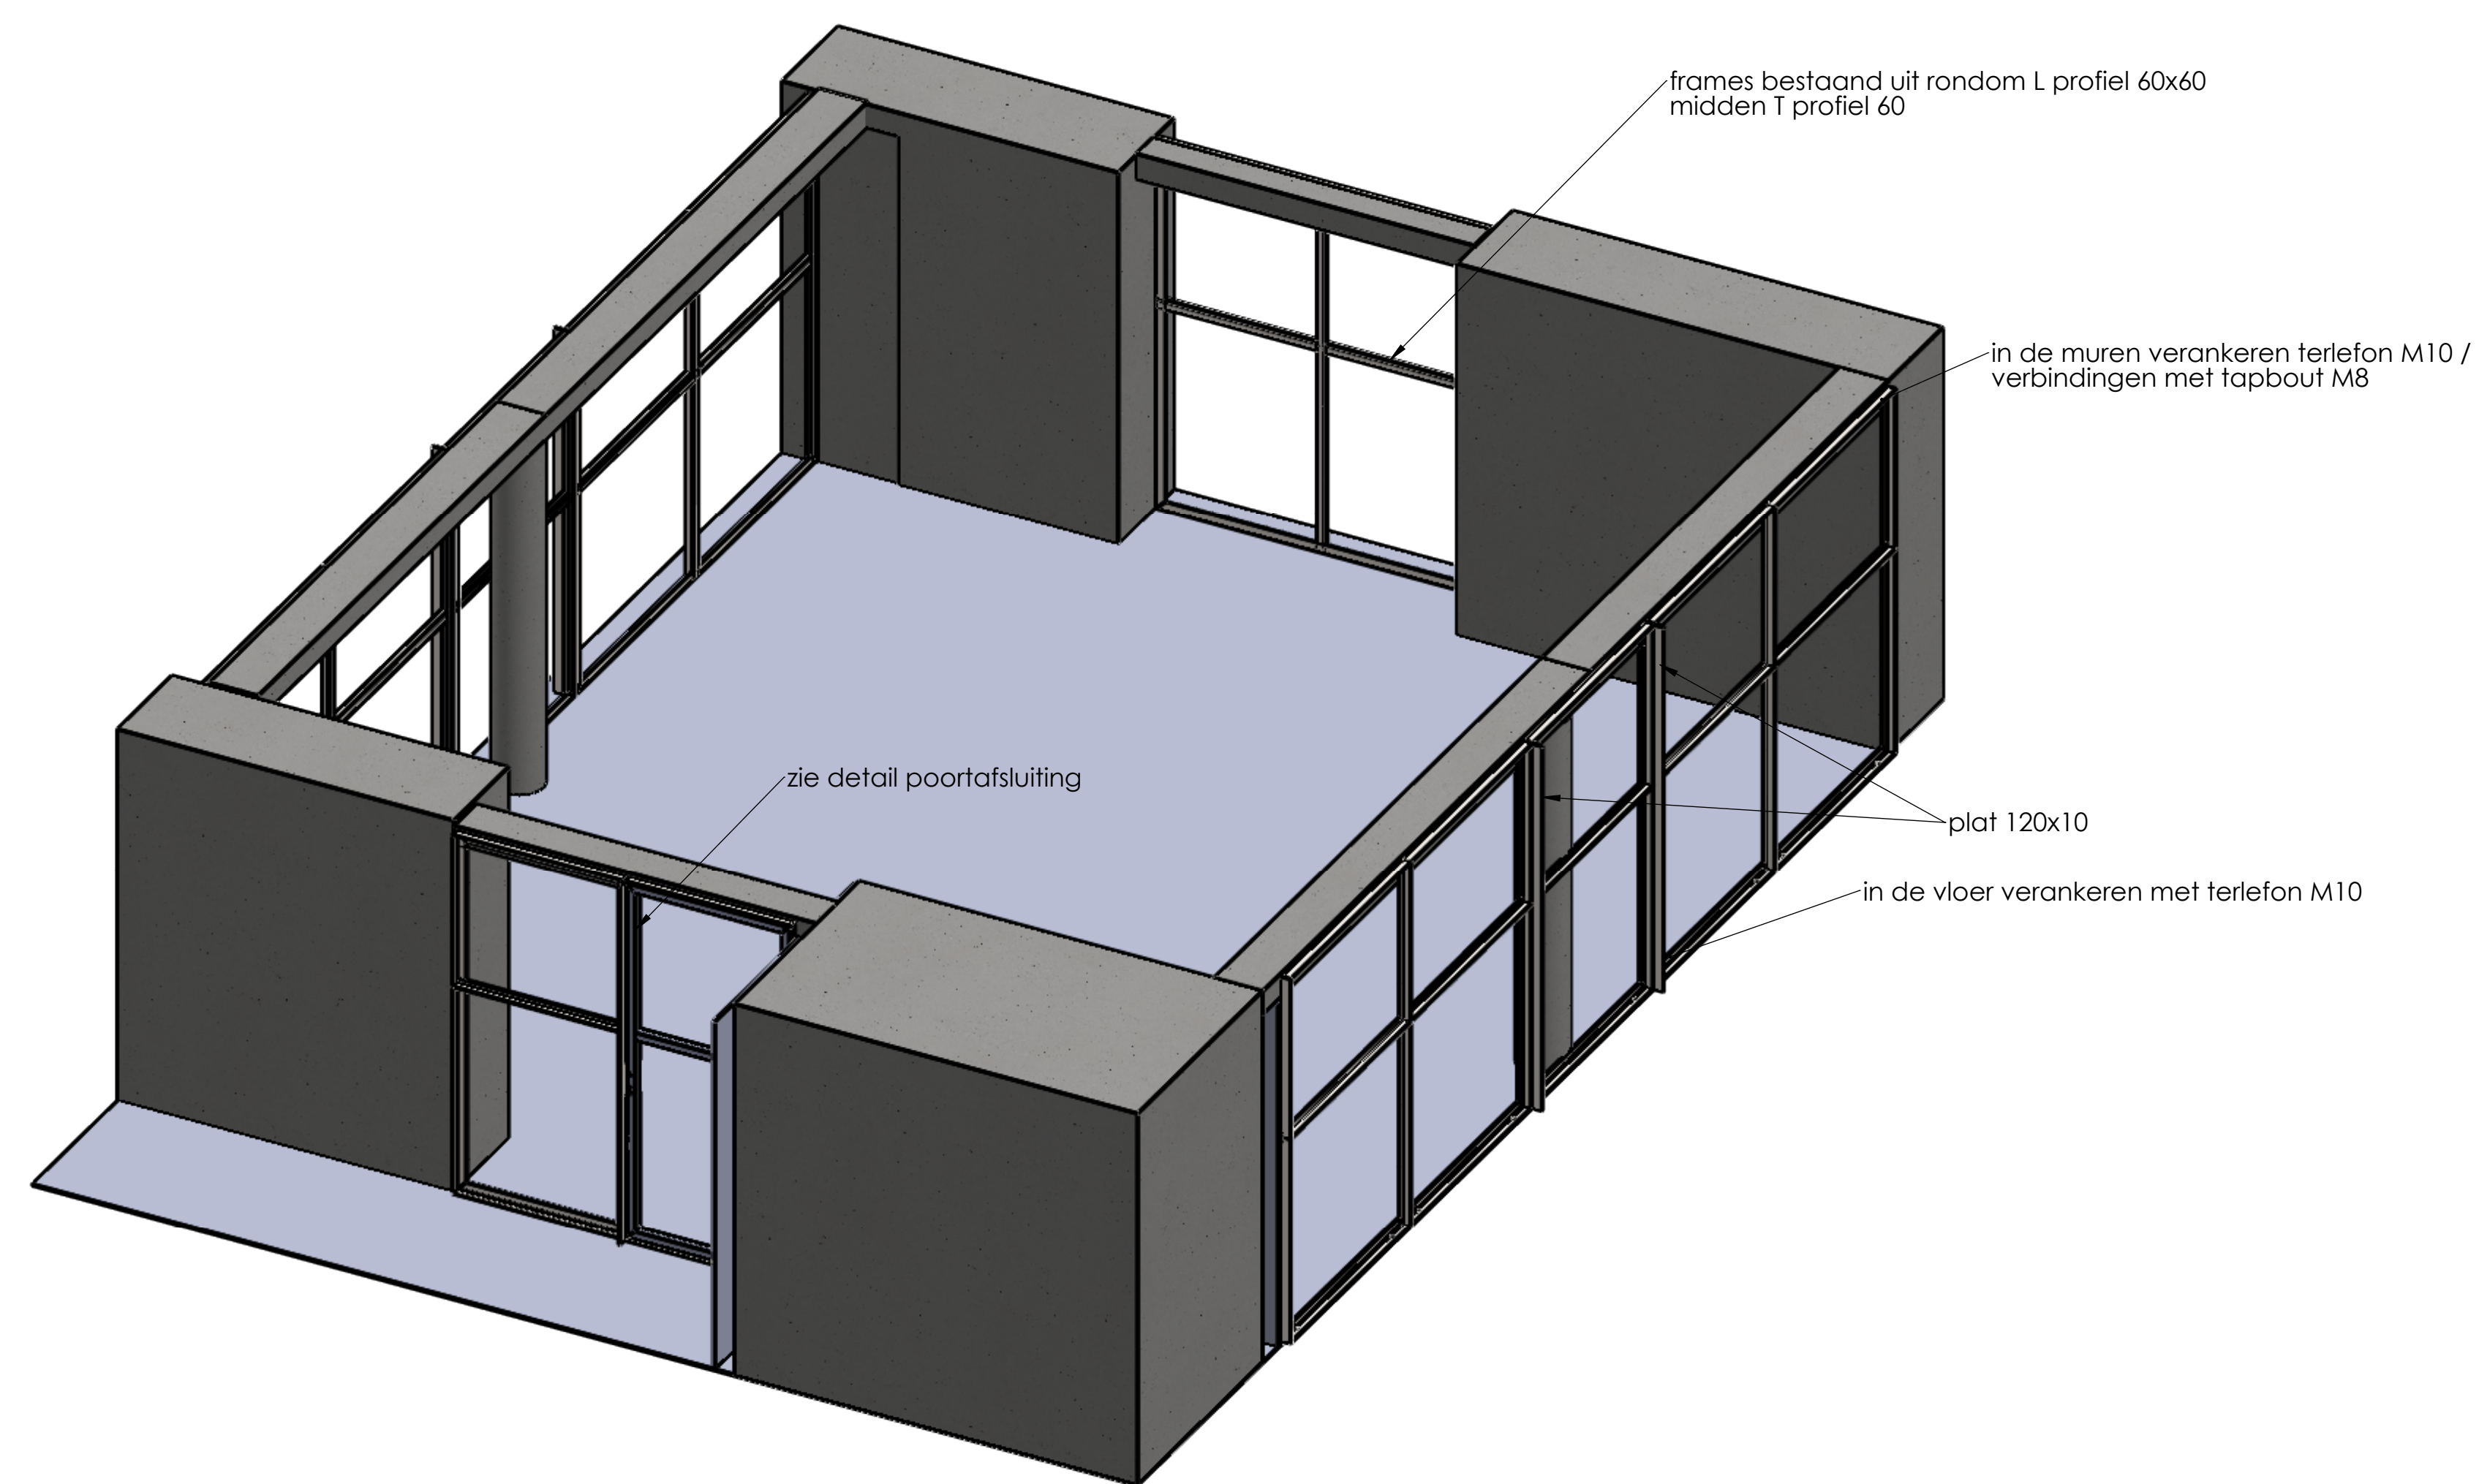 frames bestaand uit rondom L profiel 60x60
midden T profiel 60
in de muren verankeren terlefon M10 /
verbindingen met tapbout M8
zie detail poortafsluiting
plat 120x10
in de vloer verankeren met terlefon M10